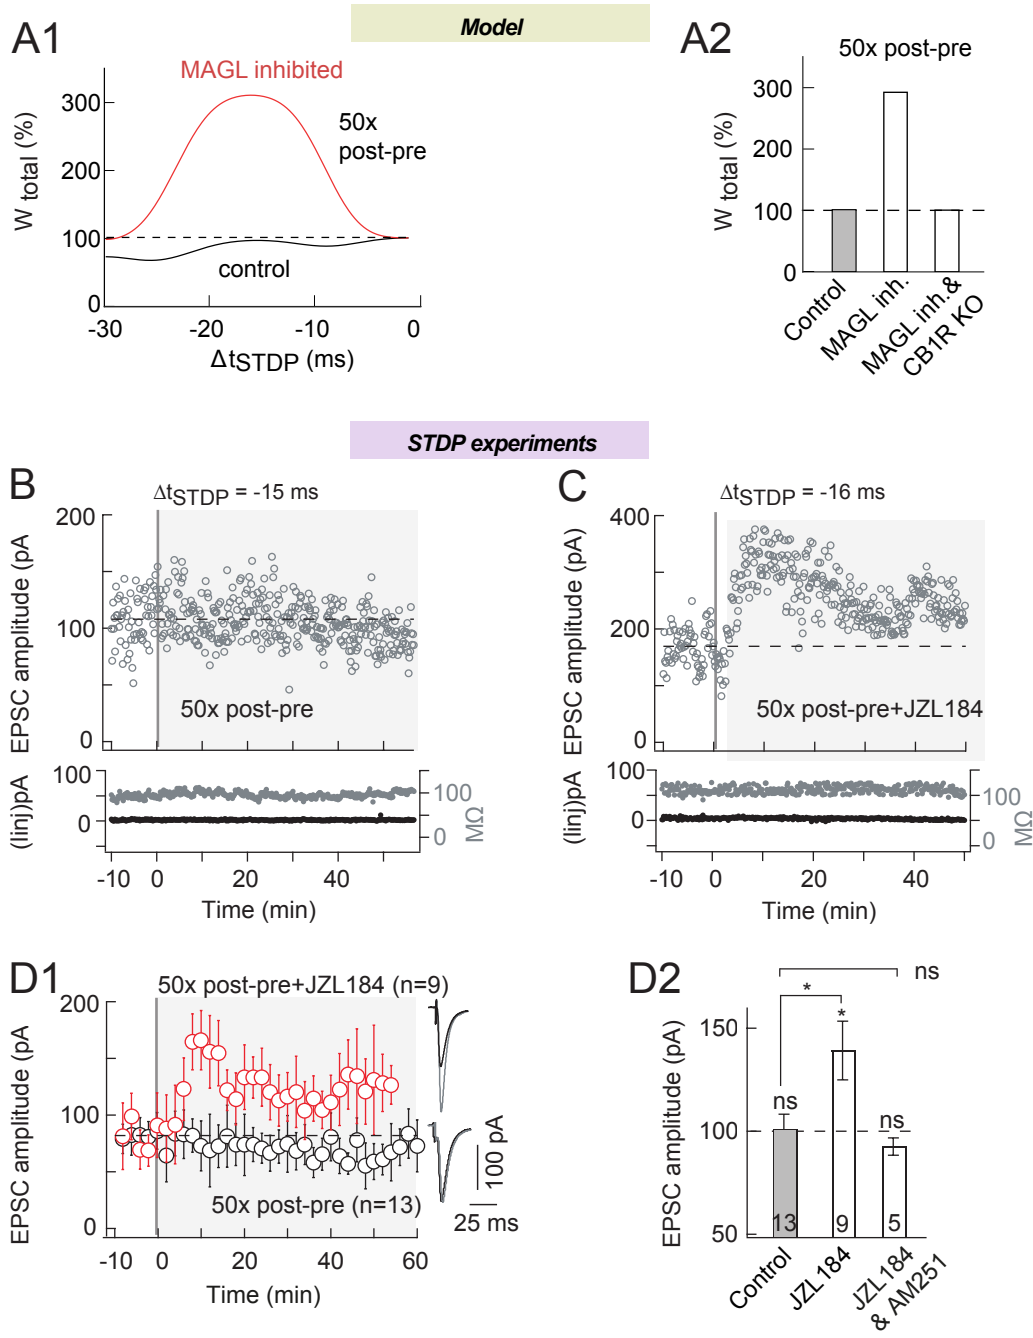 Model
A1
MAGL inhibited
50x
post-pre
control
W total (%)
300
200
100
0
-30
-20
-10
0
ΔtSTDP (ms)
A2
50x post-pre
W total (%)
300
200
100
0
Control
MAGL inh.
MAGL inh.&
CB1R KO
STDP experiments
B
ΔtSTDP = -15 ms
EPSC amplitude (pA
200
100
0
50x post-pre
(Iinj)pA
100
0
100
0
MΩ
-10
0
20
40
Time (min)
C
ΔtSTDP = -16 ms
EPSC amplitude (pA)
400
200
0
50x post-pre+JZL184
(Iinj)pA
100
0
100
0
MΩ
-10
0
20
40
Time (min)
D1
50x post-pre+JZL184 (n=9)
EPSC amplitude (pA
200
100
0
50x post-pre (n=13)
100 pA
25 ms
-10
0
20
40
60
Time (min)
D2
ns
*
*
ns
ns
EPSC amplitude (pA)
150
100
50
13
9
5
Control
JZL184
JZL184
& AM251